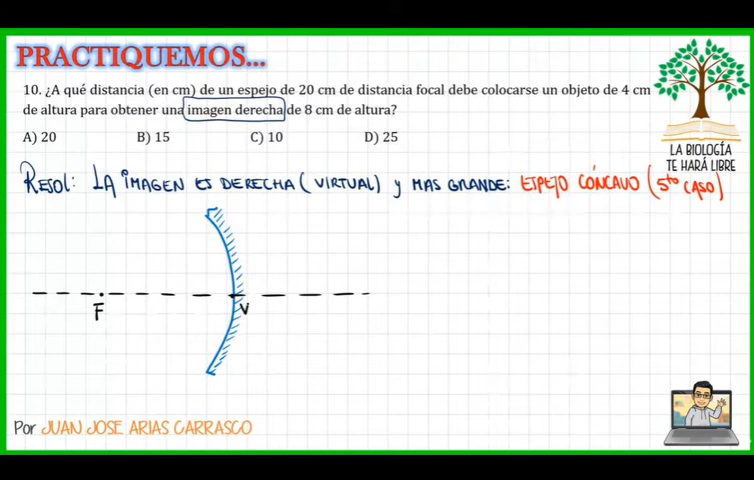 PRACTIQUEMOS...
10. ¿A qué distancia (en cm) de un espejo de 20 cm de distancia focal debe colocarse un objeto de 4 cm
de altura para obtener una imagen derecha de 8 cm de altura?
A) 20 B) 15 C) 10 D) 25
LA BIOLOGÍA
TE HARÁ LIBRE
RESOL: LA IMAGEN ES DERECHA (VIRTUAL) y MAS GRANDE: ESPEJO CÓNCAVO (5to CASO)
F V
Por JUAN JOSE ARIAS CARRASCO